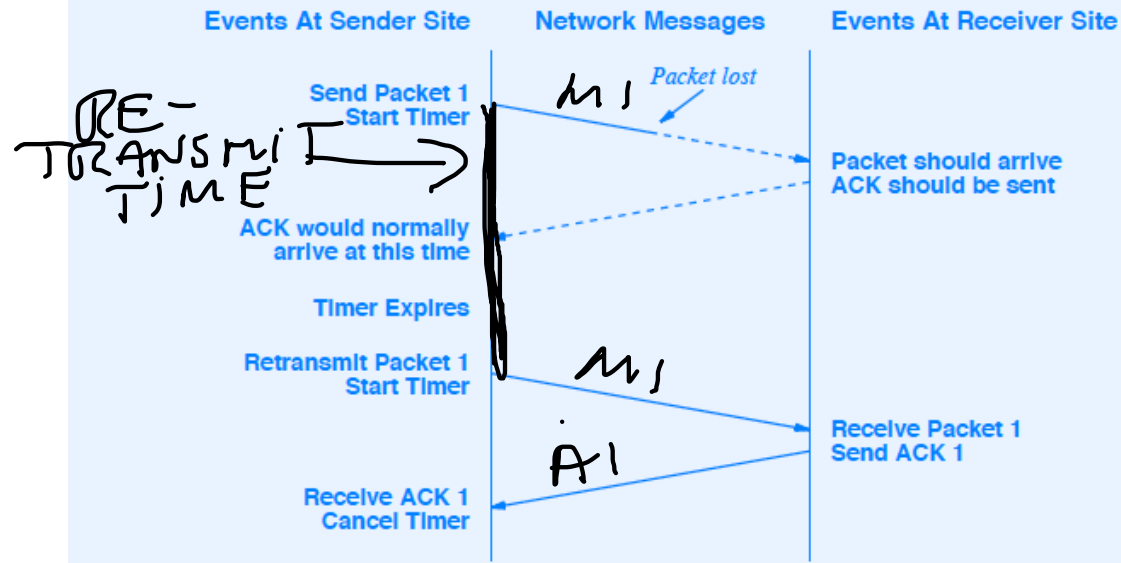 Events At Sender Site
Network Messages
Events At Receiver Site
Send Packet 1
Start Timer
M1
Packet lost
RE-
TRANSMIT
TIME
Packet should arrive
ACK should be sent
ACK would normally
arrive at this time
Timer Expires
Retransmit Packet 1
Start Timer
M1
Receive Packet 1
Send ACK 1
A1
Receive ACK 1
Cancel Timer